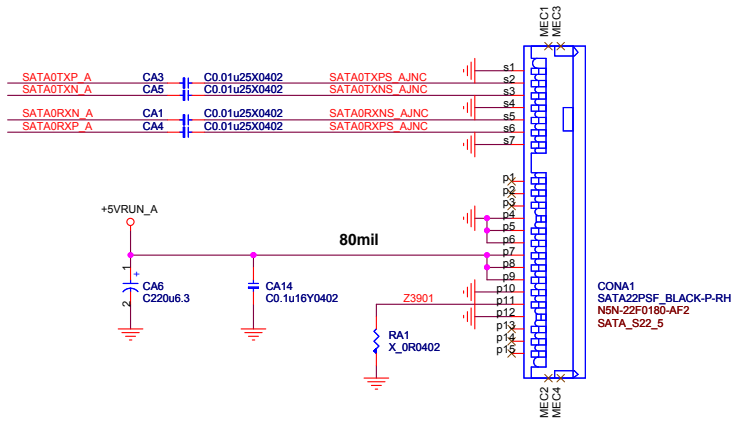 MEC1
MEC3
s1
SATA0TXP_A CA3 C0.01u25X0402 SATA0TXPS_AJNC s2
SATA0TXN_A CA5 C0.01u25X0402 SATA0TXNS_AJNC s3
s4
SATA0RXN_A CA1 C0.01u25X0402 SATA0RXNS_AJNC s5
SATA0RXP_A CA4 C0.01u25X0402 SATA0RXPS_AJNC s6
s7
p1
p2
p3
+5VRUN_A
p4
p5
80mil
p6
p7
1
+
p8
p9
CA6
C220u6.3
2
CA14
C0.1u16Y0402
p10
Z3901 p11
p12
p13
RA1
X_0R0402
p14
p15
CONA1
SATA22PSF_BLACK-P-RH
N5N-22F0180-AF2
SATA_S22_5
MEC2
MEC4